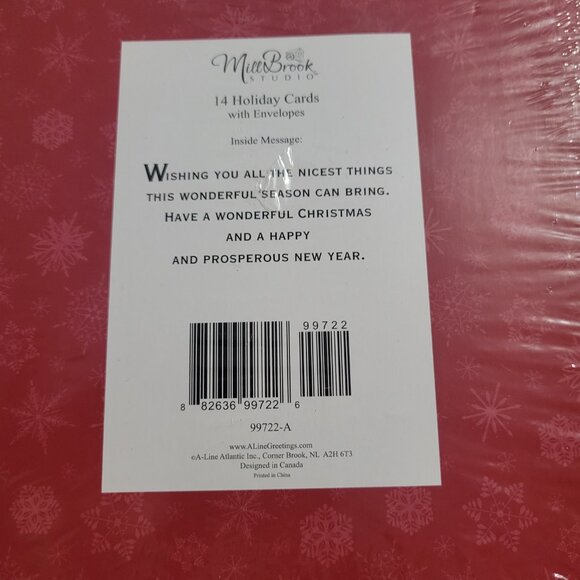 MillBrook
STUDIO
14 Holiday Cards
with Envelopes
Inside Message:
WISHING YOU ALL THE NICEST THINGS
THIS WONDERFUL SEASON CAN BRING.
HAVE A WONDERFUL CHRISTMAS
AND A HAPPY
AND PROSPEROUS NEW YEAR.
99722
8 82636 99722 6
99722-A
www.ALineGreetings.com
©A-Line Atlantic Inc., Corner Brook, NL A2H 6T3
Designed in Canada
Printed in China